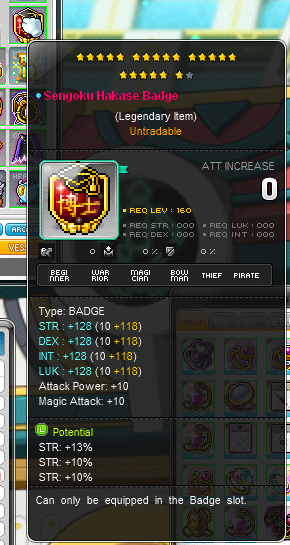 Sengoku Hakase Badge
(Legendary Item)
Untradable
ATT INCREASE
0
博士
REQ LEV : 160
REQ STR : 000
REQ LUK : 000
REQ DEX : 000
REQ INT : 000
0
0 %
0 %
BEGINNER
WARRIOR
MAGICIAN
BOWMAN
THIEF
PIRATE
Type: BADGE
STR : +128 (10 +118)
DEX : +128 (10 +118)
INT : +128 (10 +118)
LUK : +128 (10 +118)
Attack Power: +10
Magic Attack: +10
L Potential
STR: +13%
STR: +10%
STR: +10%
Can only be equipped in the Badge slot.